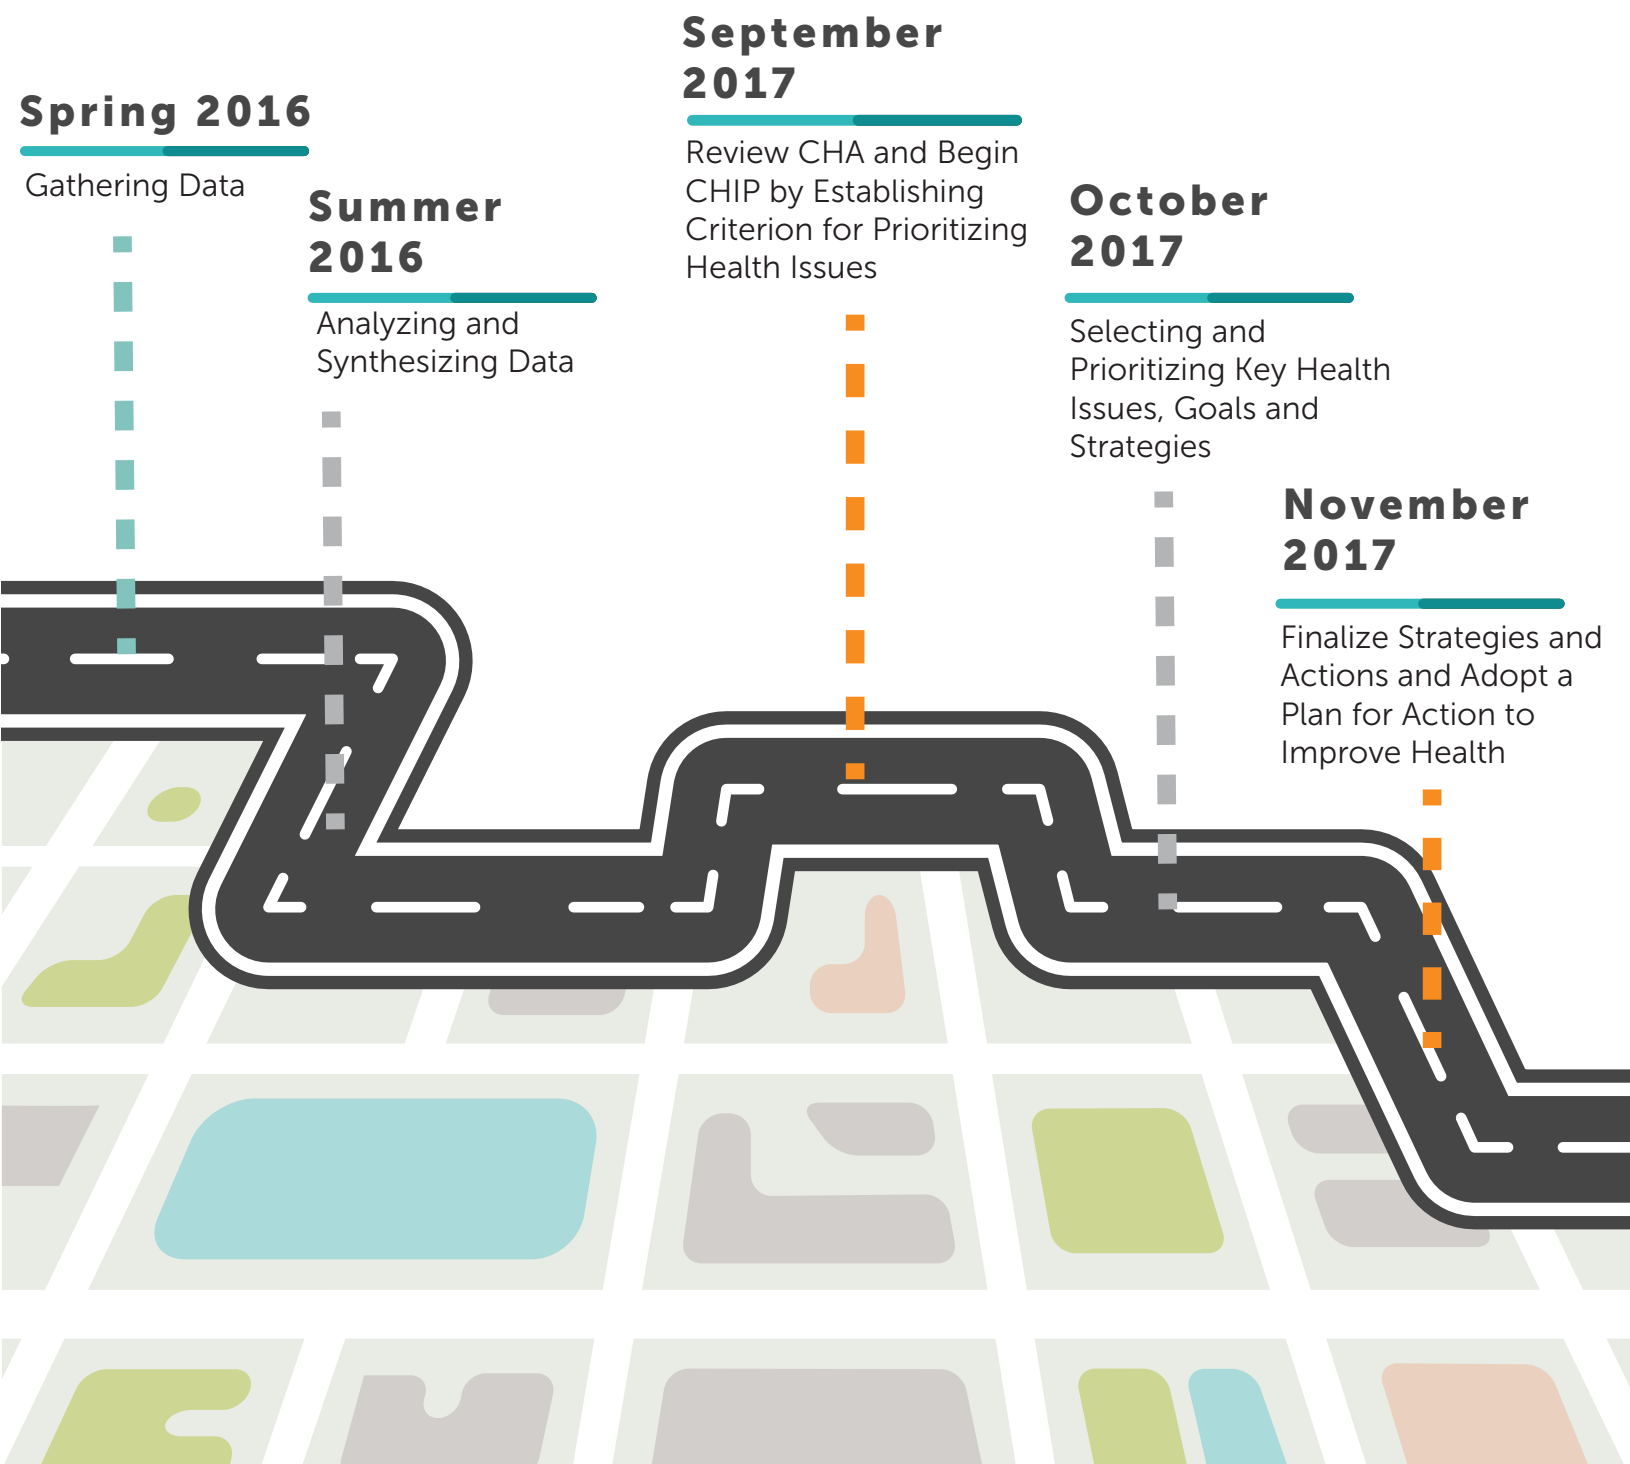 Spring 2016
Gathering Data
Summer
2016
Analyzing and
Synthesizing Data
September
2017
Review CHA and Begin
CHIP by Establishing
Criterion for Prioritizing
Health Issues
October
2017
Selecting and
Prioritizing Key Health
Issues, Goals and
Strategies
November
2017
Finalize Strategies and
Actions and Adopt a
Plan for Action to
Improve Health